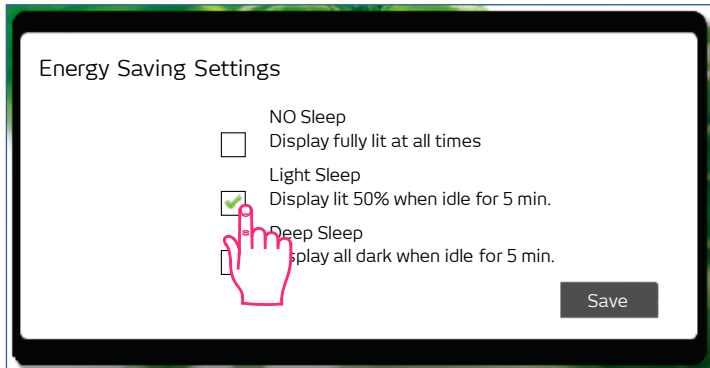 Energy Saving Settings
NO Sleep
Display fully lit at all times
Light Sleep
Display lit 50% when idle for 5 min.
Deep Sleep
Display all dark when idle for 5 min.
Save